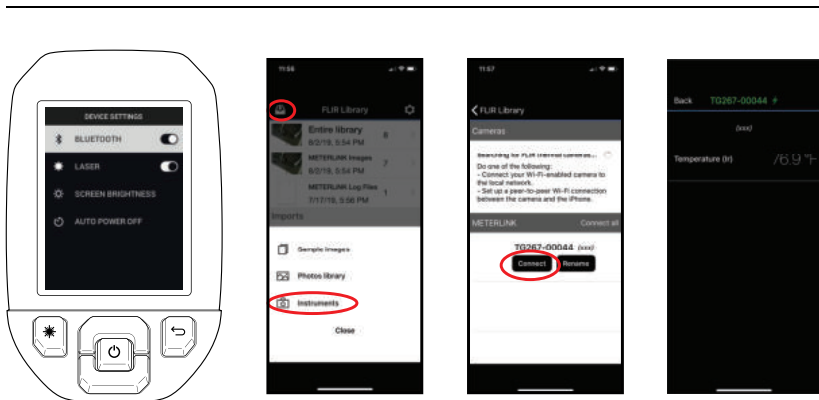 DEVICE SETTINGS
BLUETOOTH
LASER
SCREEN BRIGHTNESS
AUTO POWER OFF
11:56
FLIR Library
Entire library
8/2/19, 5:54 PM
8
METERLINK Images
8/2/19, 5:54 PM
7
METERLINK Log Files
7/17/19, 5:56 PM
1
Imports
Sample Images
Photos library
Instruments
Close
11:57
FLIR Library
Cameras
Searching for FLIR thermal cameras...
Do one of the following:
- Connect your Wi-Fi-enabled camera to
the local network.
- Set up a peer-to-peer Wi-Fi connection
between the camera and the iPhone.
METERLINK Connect all
TG267-00044 (xxx)
Connect Rename
Back TG267-00044
(xxx)
Temperature (Ir) 76.9 °F